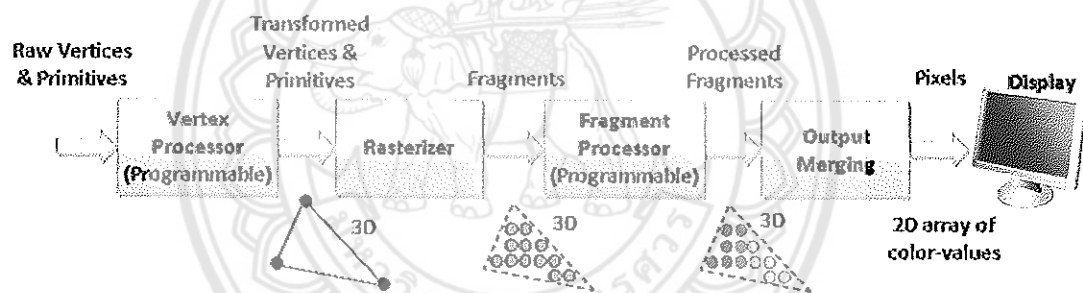 Raw Vertices
& Primitives
Transformed
Vertices &
Primitives
Fragments
Processed
Fragments
Pixels
Display
Vertex
Processor
(Programmable)
Rasterizer
Fragment
Processor
(Programmable)
Output
Merging
3D
3D
3D
2D array of
color-values